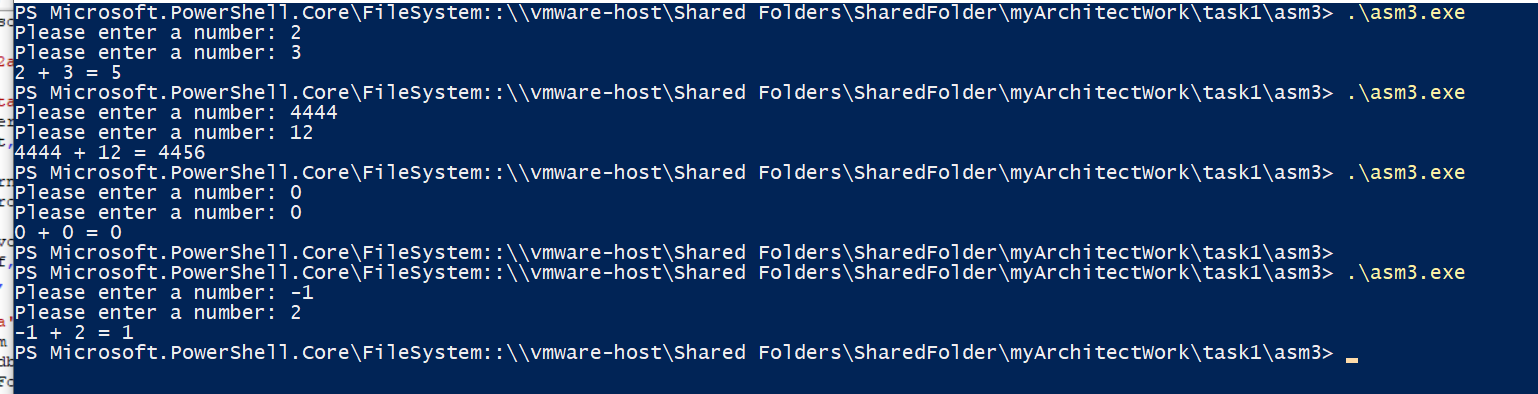 PS Microsoft.PowerShell.Core\FileSystem::\\vmware-host\Shared Folders\SharedFolder\myArchitectWork\task1\asm3> .\asm3.exe
Please enter a number: 2
Please enter a number: 3
2 + 3 = 5
PS Microsoft.PowerShell.Core\FileSystem::\\vmware-host\Shared Folders\SharedFolder\myArchitectWork\task1\asm3> .\asm3.exe
Please enter a number: 4444
Please enter a number: 12
4444 + 12 = 4456
PS Microsoft.PowerShell.Core\FileSystem::\\vmware-host\Shared Folders\SharedFolder\myArchitectWork\task1\asm3> .\asm3.exe
Please enter a number: 0
Please enter a number: 0
0 + 0 = 0
PS Microsoft.PowerShell.Core\FileSystem::\\vmware-host\Shared Folders\SharedFolder\myArchitectWork\task1\asm3>
PS Microsoft.PowerShell.Core\FileSystem::\\vmware-host\Shared Folders\SharedFolder\myArchitectWork\task1\asm3> .\asm3.exe
Please enter a number: -1
Please enter a number: 2
-1 + 2 = 1
PS Microsoft.PowerShell.Core\FileSystem::\\vmware-host\Shared Folders\SharedFolder\myArchitectWork\task1\asm3>